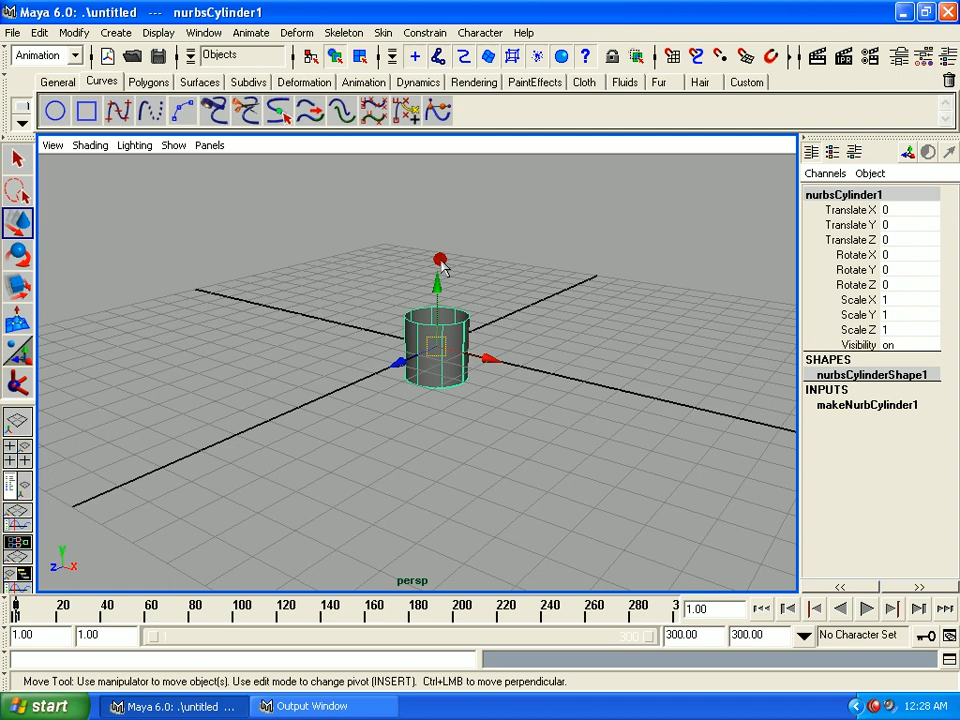 Maya 6.0: .\untitled --- nurbsCylinder1
File Edit Modify Create Display Window Animate Deform Skeleton Skin Constrain Character Help
Animation Objects
General Curves Polygons Surfaces Subdivs Deformation Animation Dynamics Rendering PaintEffects Cloth Fluids Fur Hair Custom
View Shading Lighting Show Panels
Channels Object
nurbsCylinder1
Translate X 0
Translate Y 0
Translate Z 0
Rotate X 0
Rotate Y 0
Rotate Z 0
Scale X 1
Scale Y 1
Scale Z 1
Visibility on
SHAPES
nurbsCylinderShape1
INPUTS
makeNurbCylinder1
y
z x
persp
<< >>
20 40 60 80 100 120 140 160 180 200 220 240 260 280 3
1.00
1.00 1.00 1 300 300.00 300.00 No Character Set
Move Tool: Use manipulator to move object(s). Use edit mode to change pivot (INSERT). Ctrl+LMB to move perpendicular.
start Maya 6.0: .\untitled ... Output Window 12:28 AM